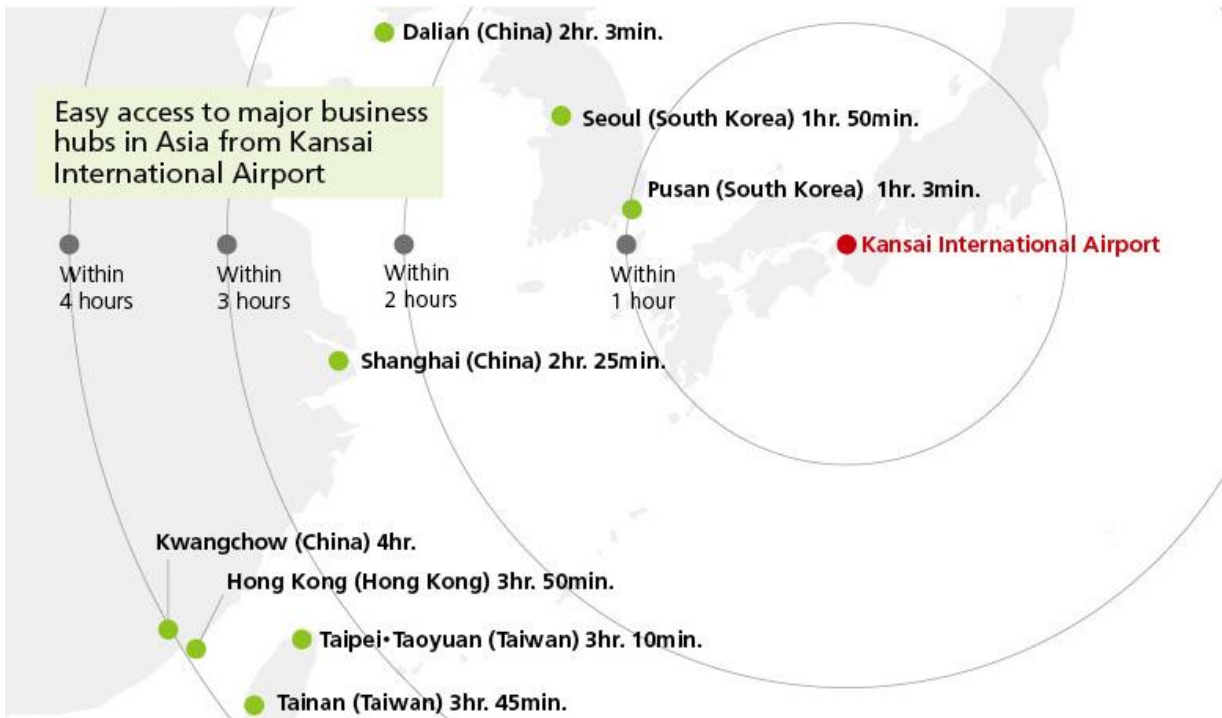 Dalian (China) 2hr. 3min.
Easy access to major business
hubs in Asia from Kansai
International Airport
Seoul (South Korea) 1hr. 50min.
Pusan (South Korea) 1hr. 3min.
Kansai International Airport
Within
4 hours
Within
3 hours
Within
2 hours
Within
1 hour
Shanghai (China) 2hr. 25min.
Kwangchow (China) 4hr.
Hong Kong (Hong Kong) 3hr. 50min.
Taipei・Taoyuan (Taiwan) 3hr. 10min.
Tainan (Taiwan) 3hr. 45min.